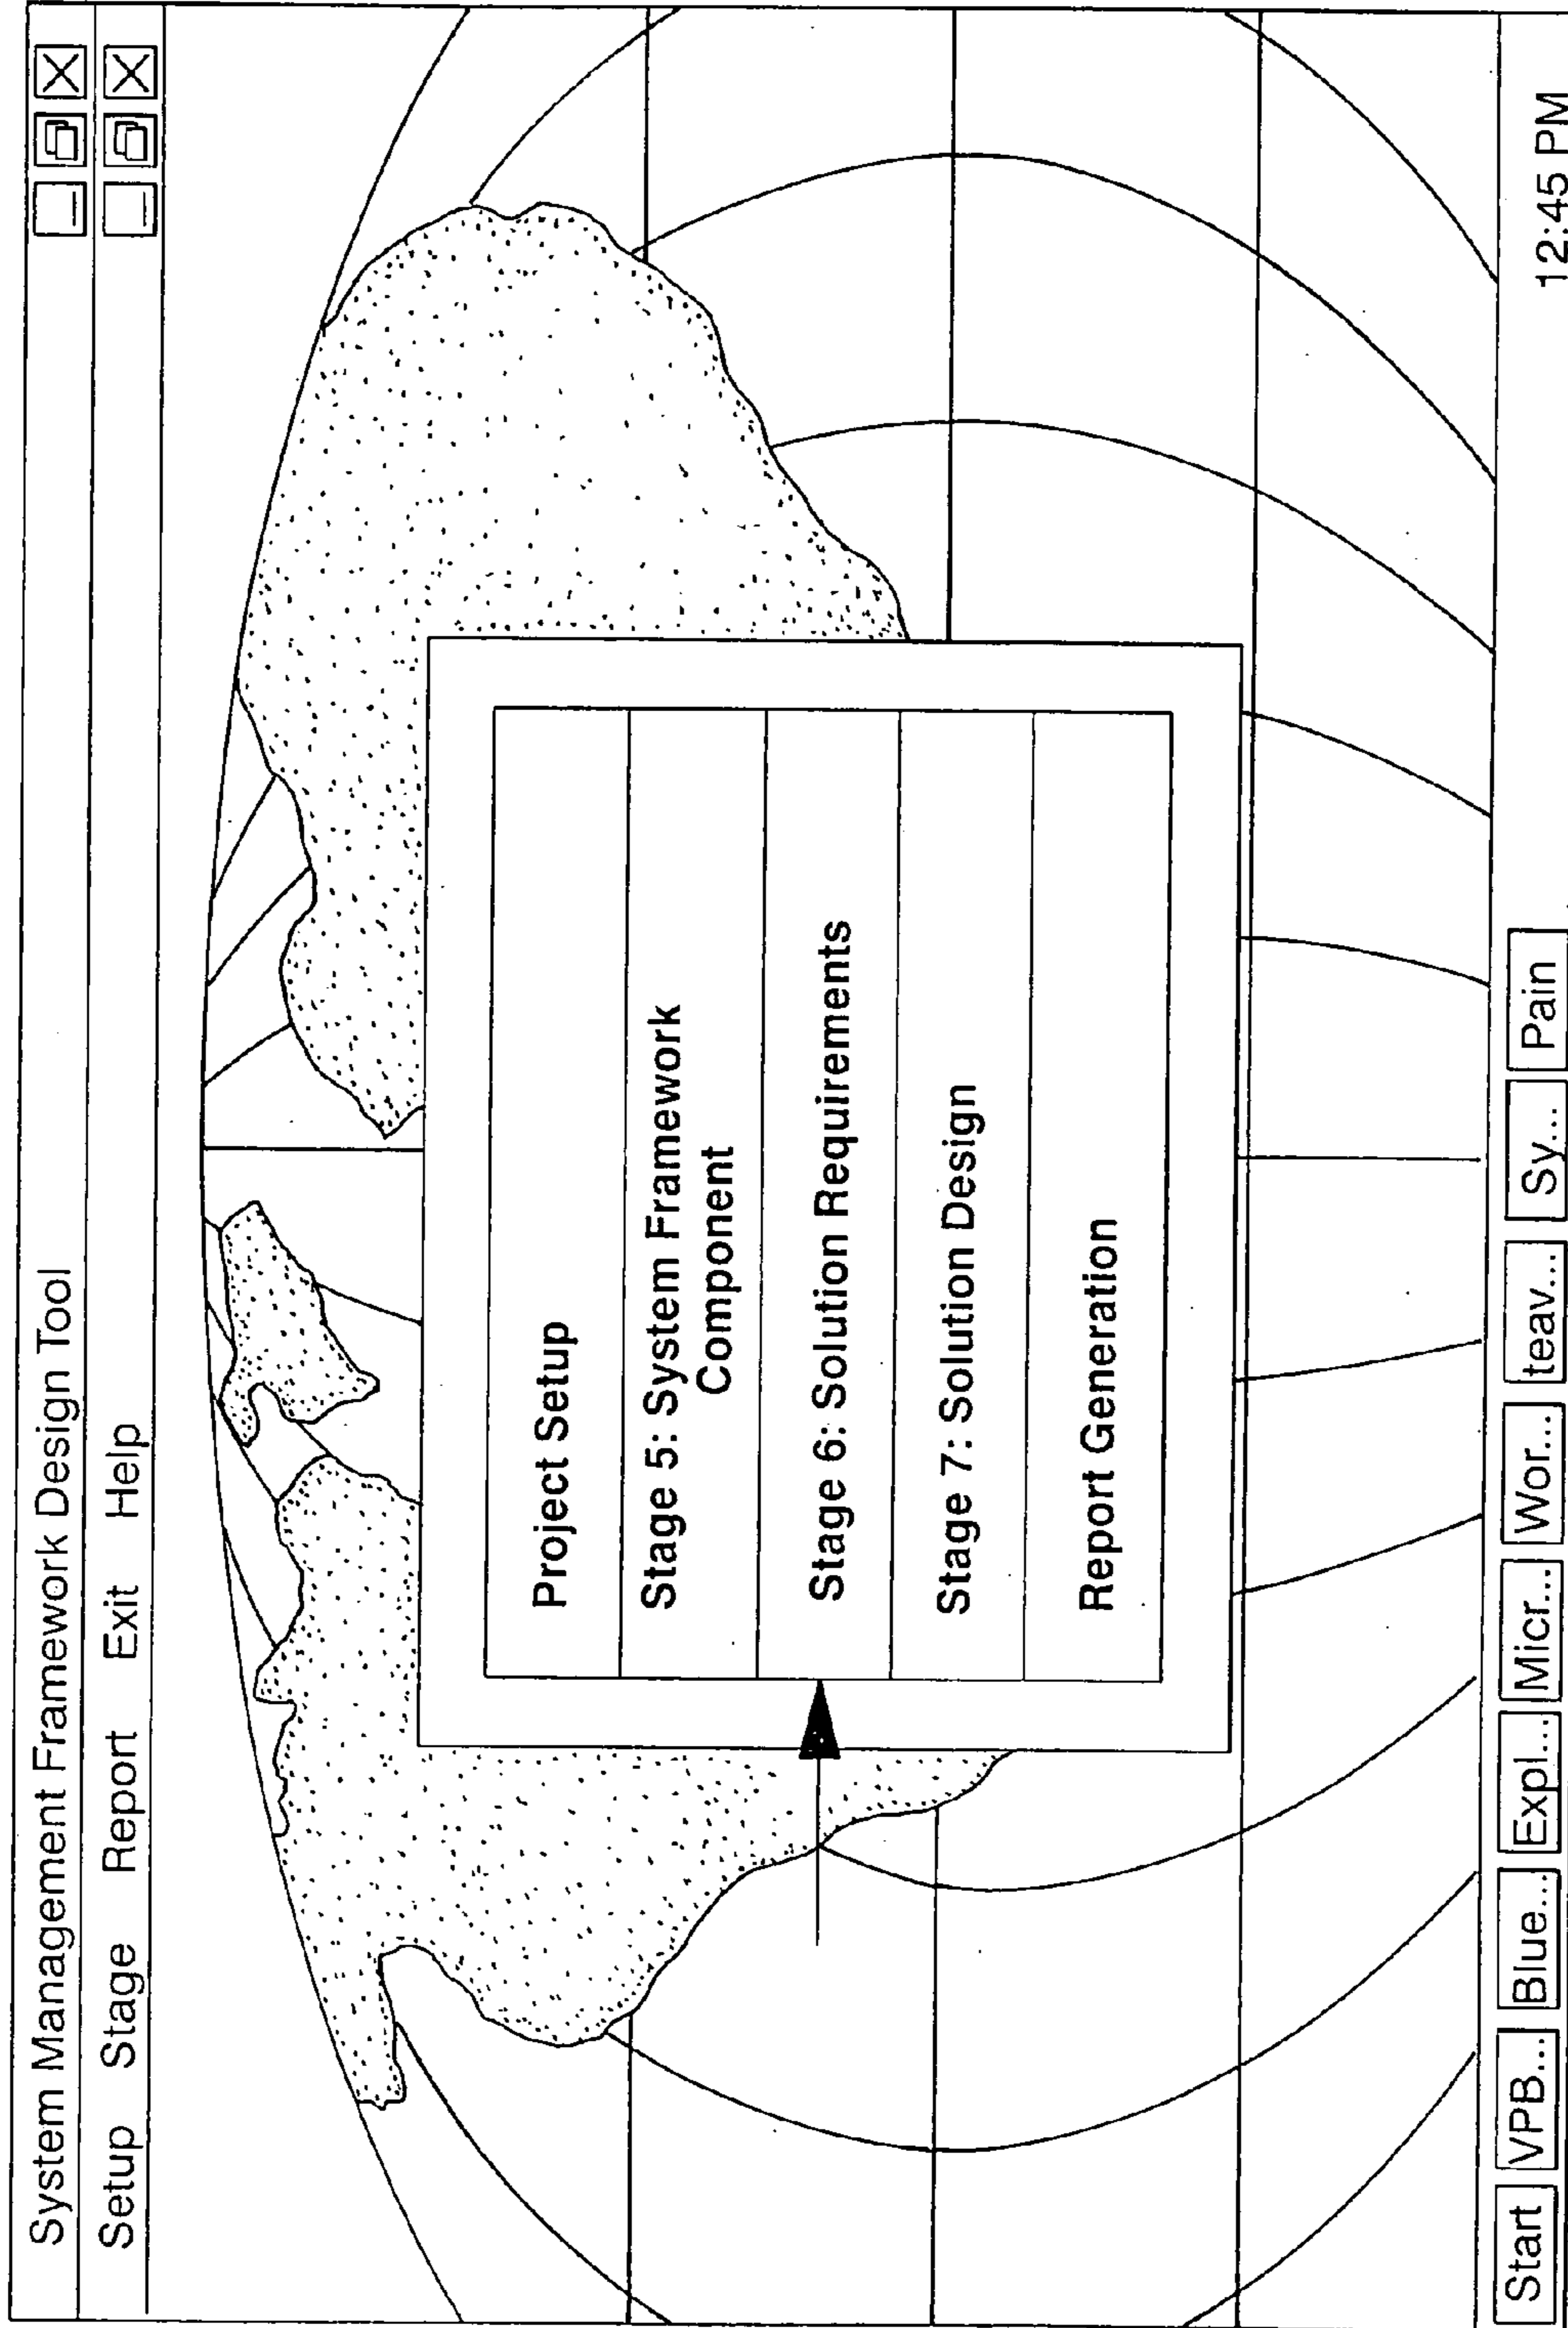 System Management Framework Design Tool
Setup Stage Report Exit Help
Project Setup
Stage 5: System Framework
Component
Stage 6: Solution Requirements
Stage 7: Solution Design
Report Generation
Start VPB... Blue... Expl... Micr... Wor... teav... Sy... Pain 12:45 PM